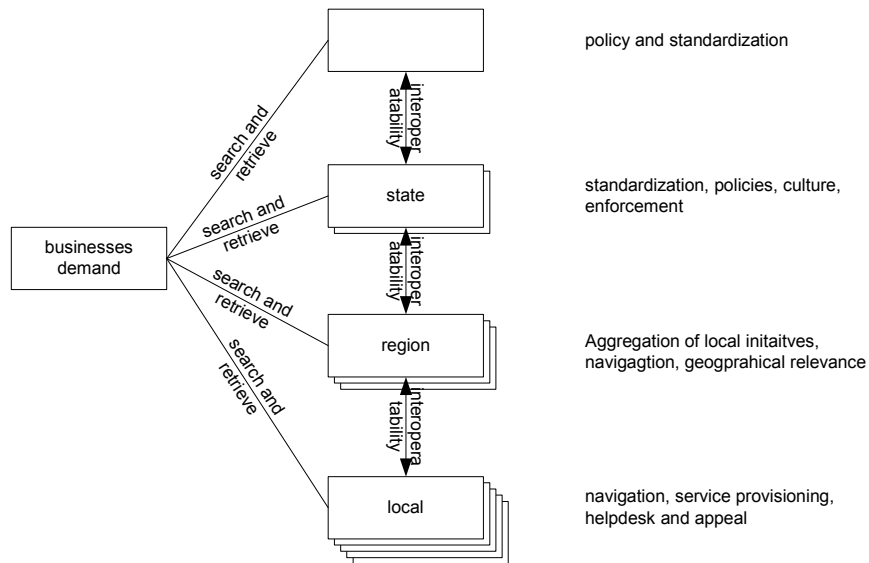 policy and standardization
search and
retrieve
interoper
atability
state
standardization, policies, culture,
enforcement
search and
retrieve
businesses
demand
interoper
atability
search and
retrieve
region
Aggregation of local initaitves,
navigagtion, geogprahical relevance
search and
retrieve
interopera
tability
local
navigation, service provisioning,
helpdesk and appeal